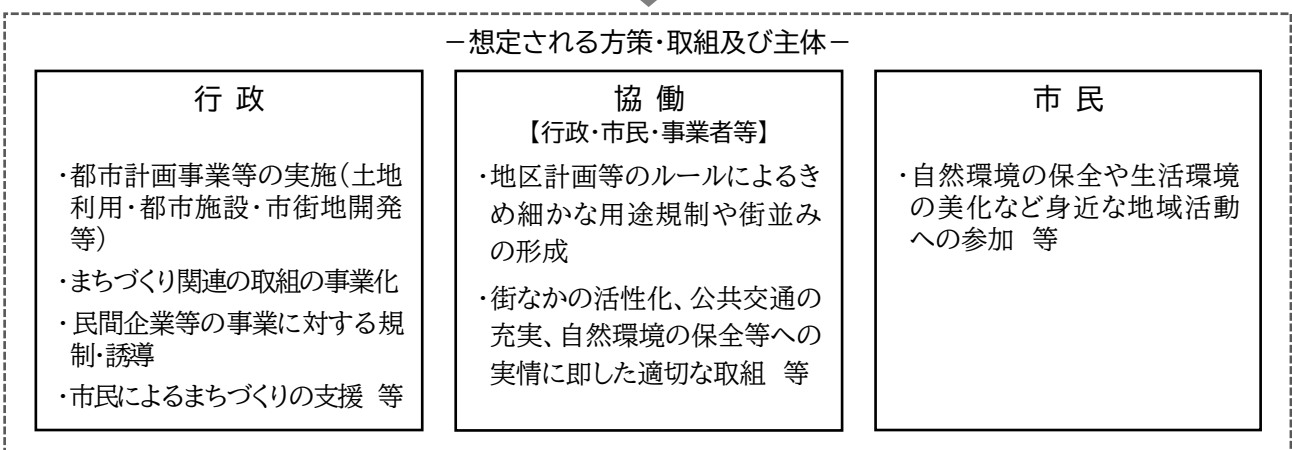 －想定される方策・取組及び主体－
行 政
・都市計画事業等の実施（土地
利用・都市施設・市街地開発
等）
・まちづくり関連の取組の事業化
・民間企業等の事業に対する規
制・誘導
・市民によるまちづくりの支援 等
協 働
【行政・市民・事業者等】
・地区計画等のルールによるき
め細かな用途規制や街並み
の形成
・街なかの活性化、公共交通の
充実、自然環境の保全等への
実情に即した適切な取組 等
市 民
・自然環境の保全や生活環境
の美化など身近な地域活動
への参加 等